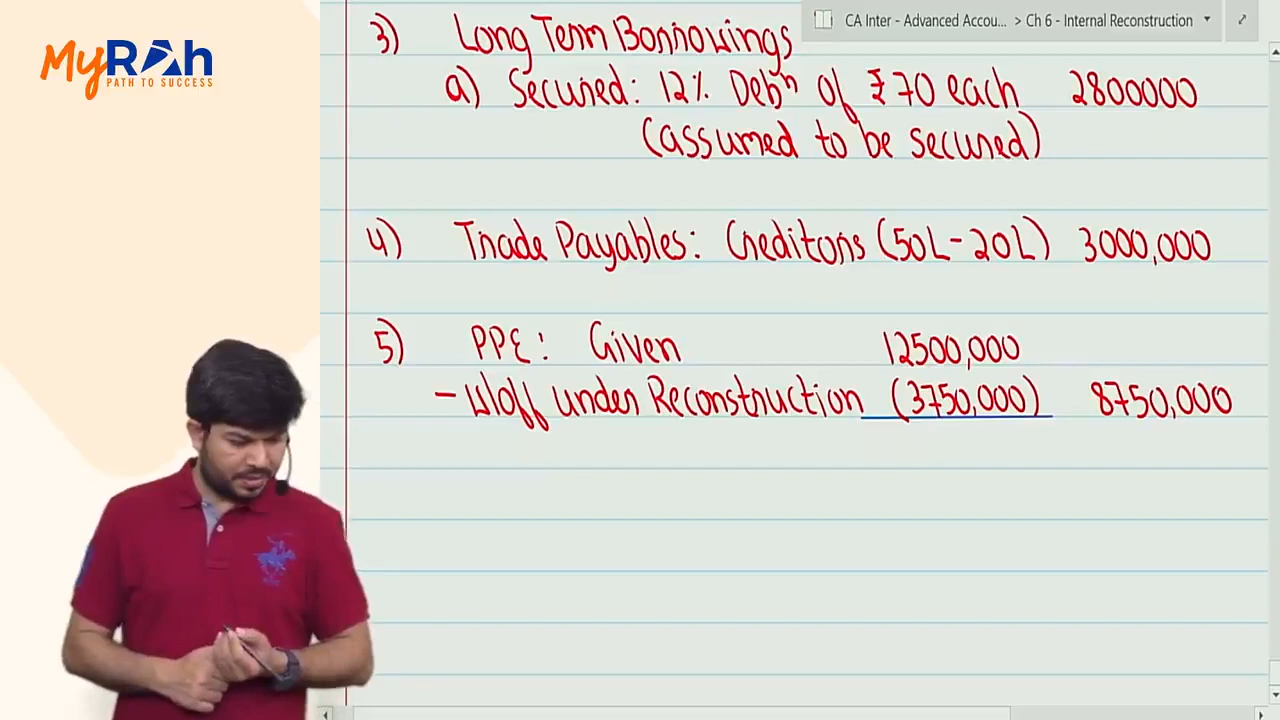 MyRAh
PATH TO SUCCESS
CA Inter - Advanced Accou... > Ch 6 - Internal Reconstruction
3) Long Term Borrowings
a) Secured: 12% Debⁿ of ₹70 each 2800000
(assumed to be secured)
4) Trade Payables: Creditors (50L-20L) 3000,000
5) PPE: Given 12500,000
- W/off under Reconstruction (3750,000) 8750,000